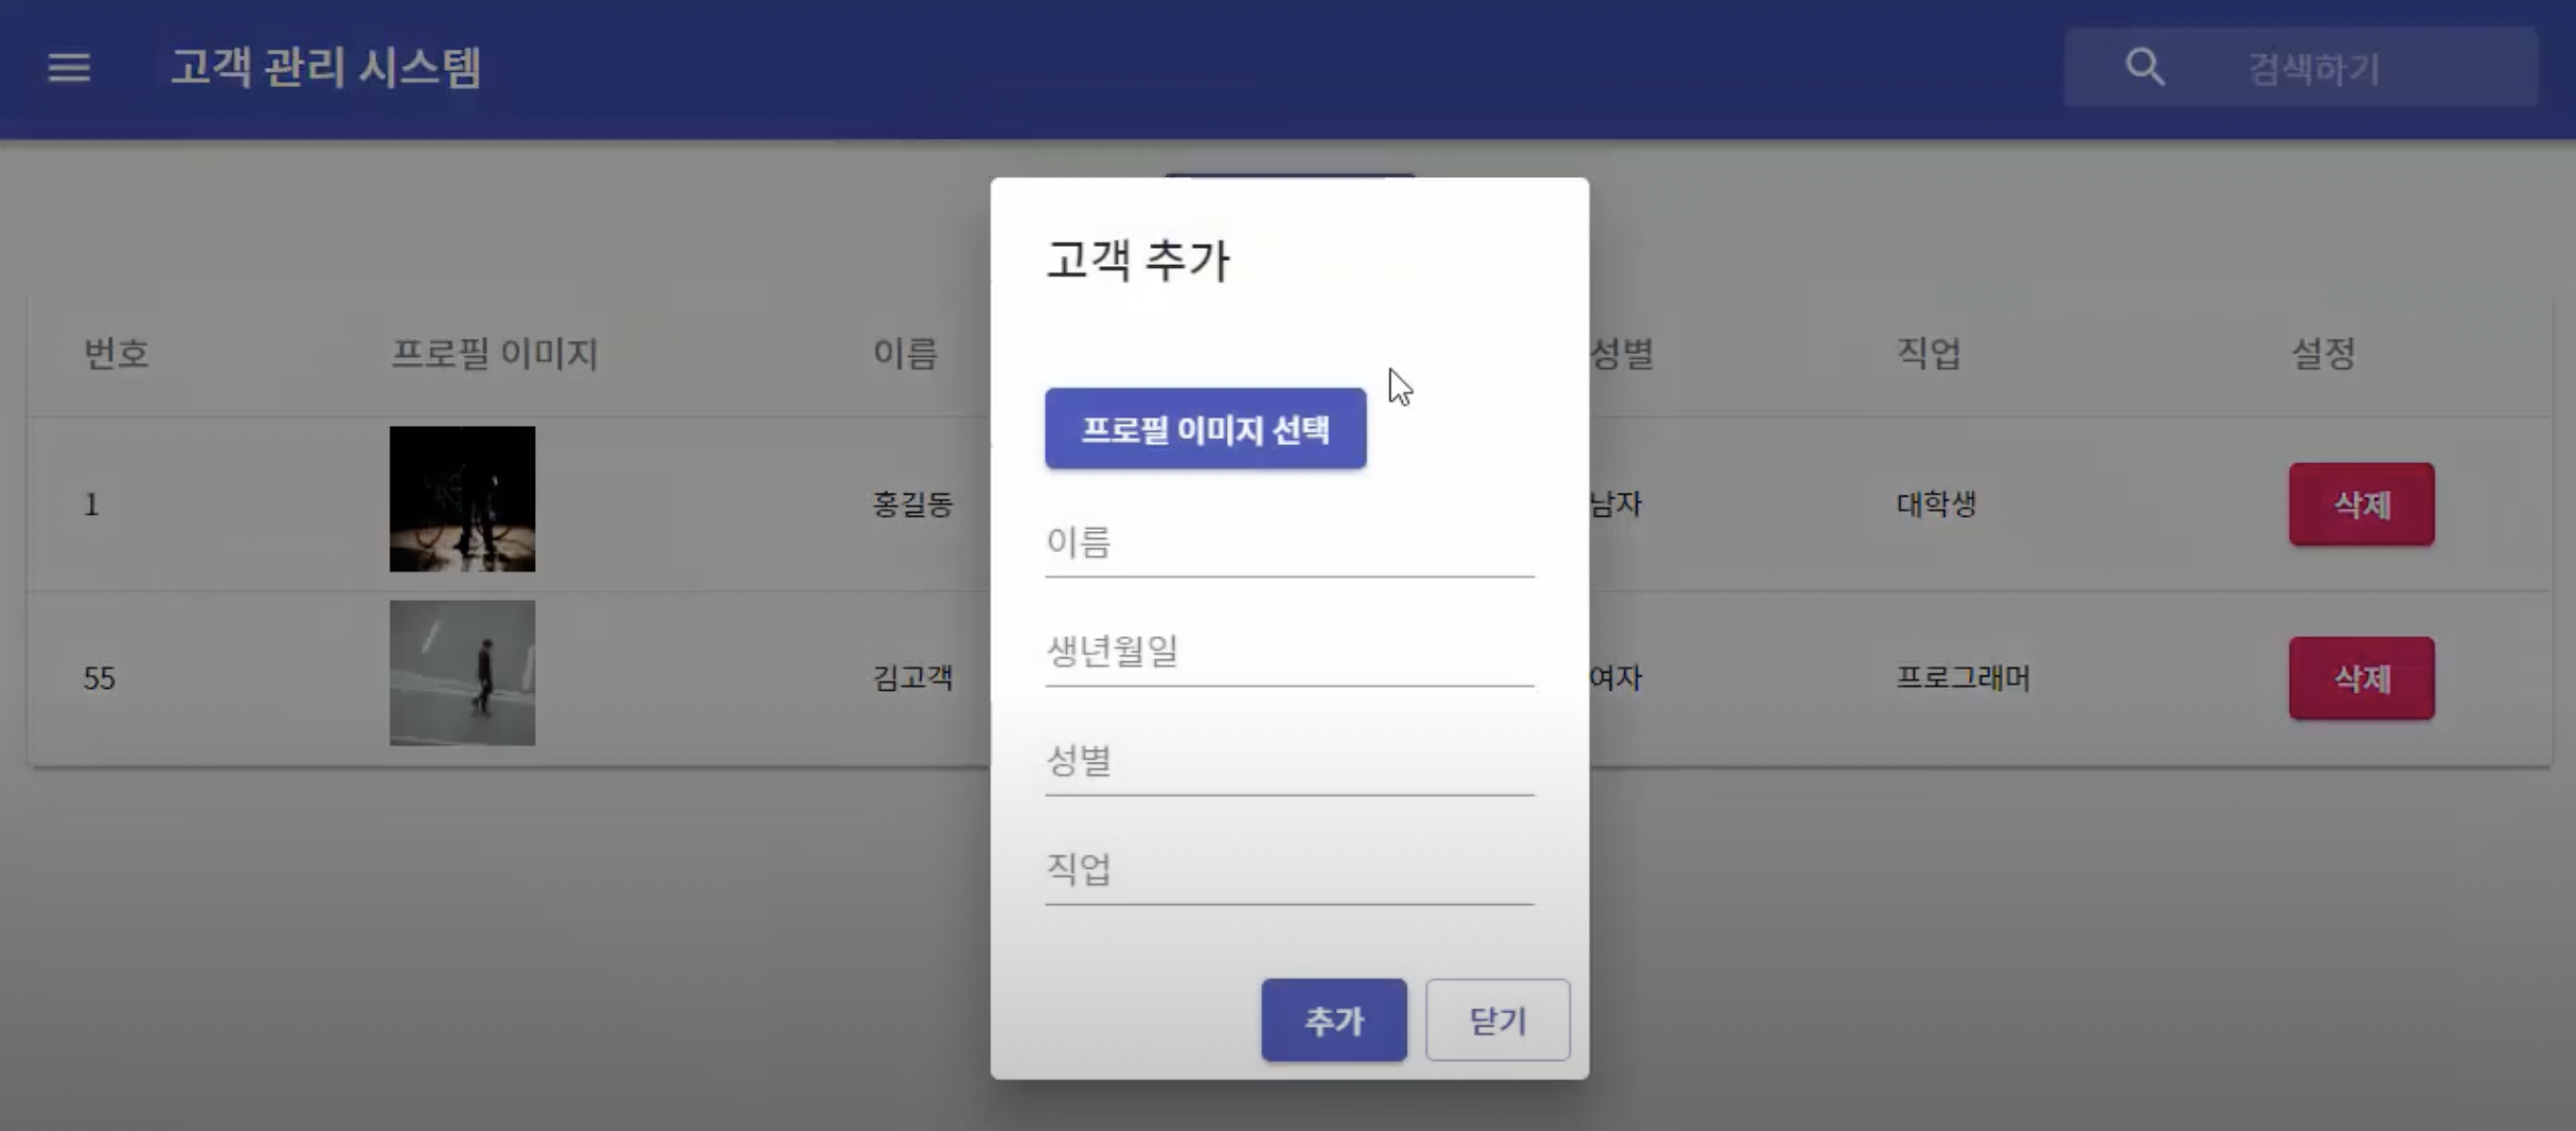 고객 관리 시스템
검색하기
고객 추가
프로필 이미지 선택
이름
생년월일
성별
직업
추가 닫기
번호 프로필 이미지 이름 성별 직업 설정
1 홍길동 남자 대학생 삭제
55 김고객 여자 프로그래머 삭제